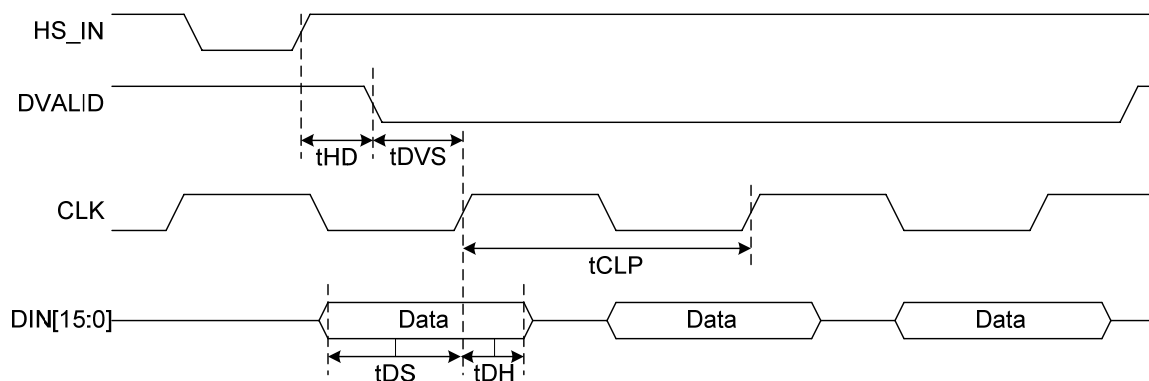 HS_IN
DVALID
tHD
tDVS
CLK
tCLP
DIN[15:0]
Data
Data
Data
tDS
tDH